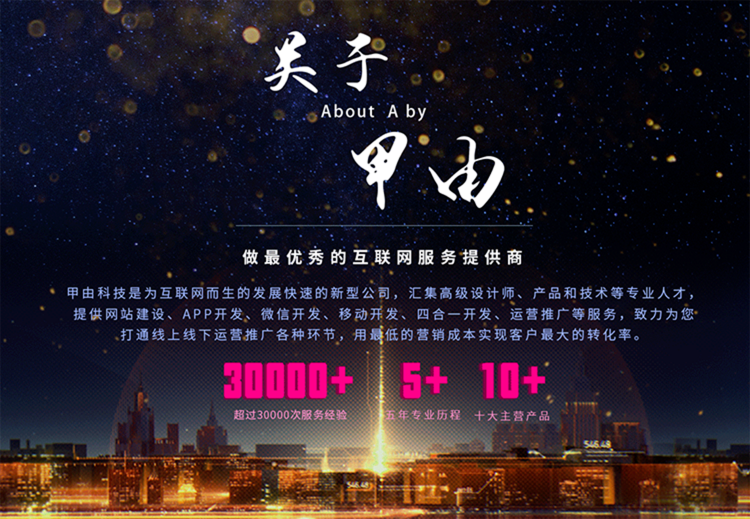 关于
About A by
甲由
做最优秀的互联网服务提供商
甲由科技是为互联网而生的发展快速的新型公司，汇集高级设计师、产品和技术等专业人才，
提供网站建设、APP开发、微信开发、移动开发、四合一开发、运营推广等服务，致力为您
打通线上线下运营推广各种环节，用最低的营销成本实现客户最大的转化率。
30000+ 5+ 10+
超过30000次服务经验 五年专业历程 十大主营产品
546.48
546.48